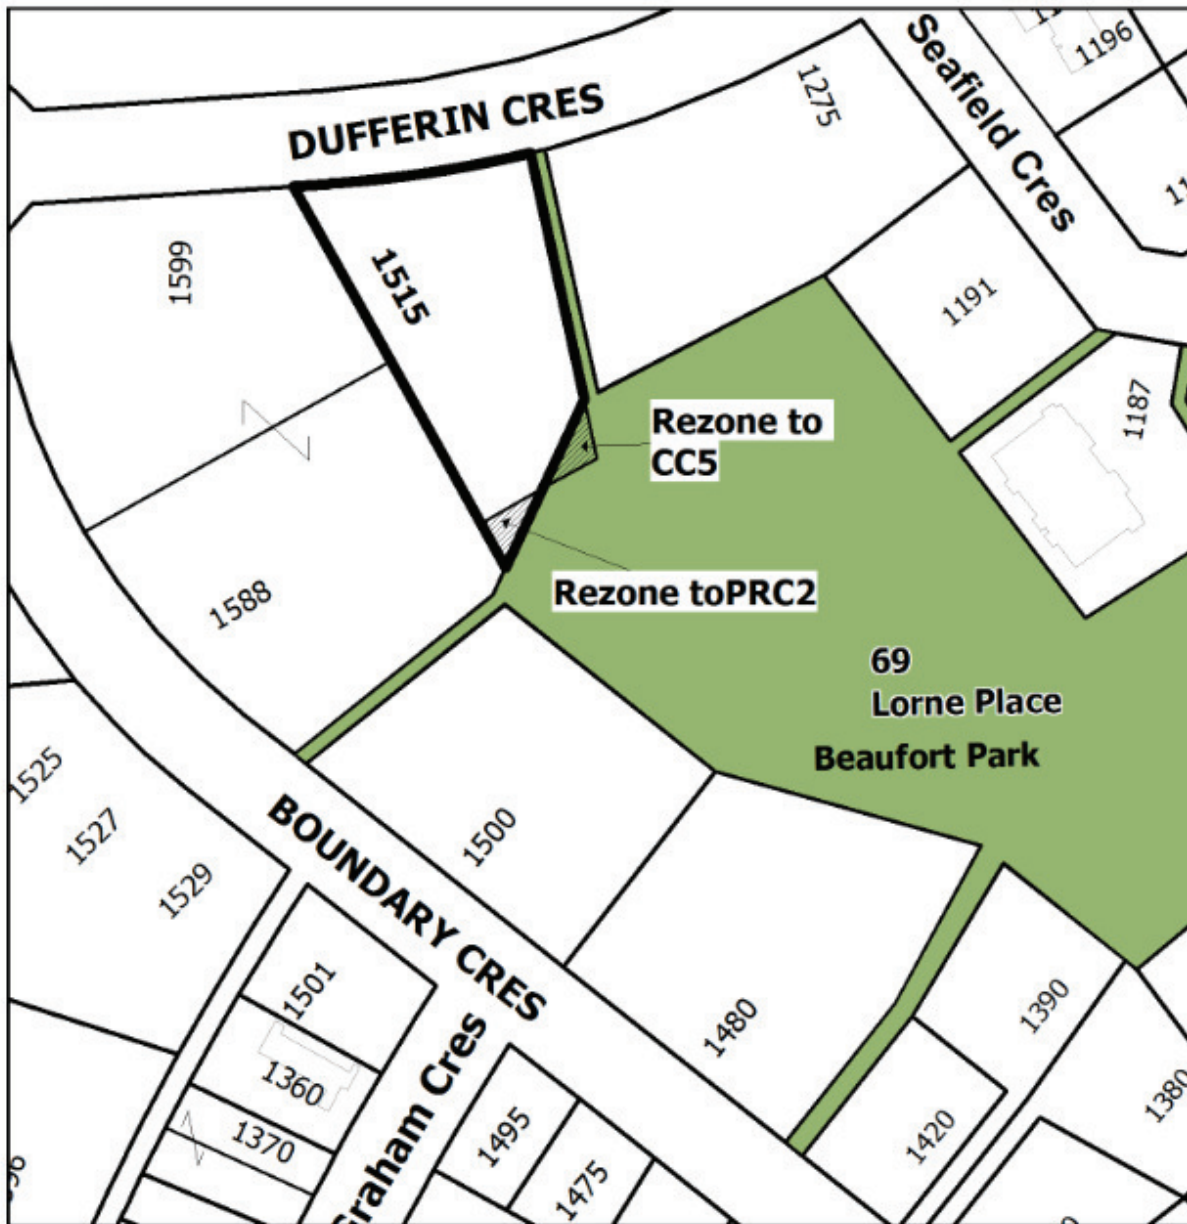 1196
Seafield Cres
1275
DUFFERIN CRES
1599
1515
1191
1187
Rezone to
CC5
Rezone toPRC2
1588
69
Lorne Place
Beaufort Park
1525
1527
1529
BOUNDARY CRES
1500
1480
1501
1360
1370
Graham Cres
1495
1475
1390
1420
1380